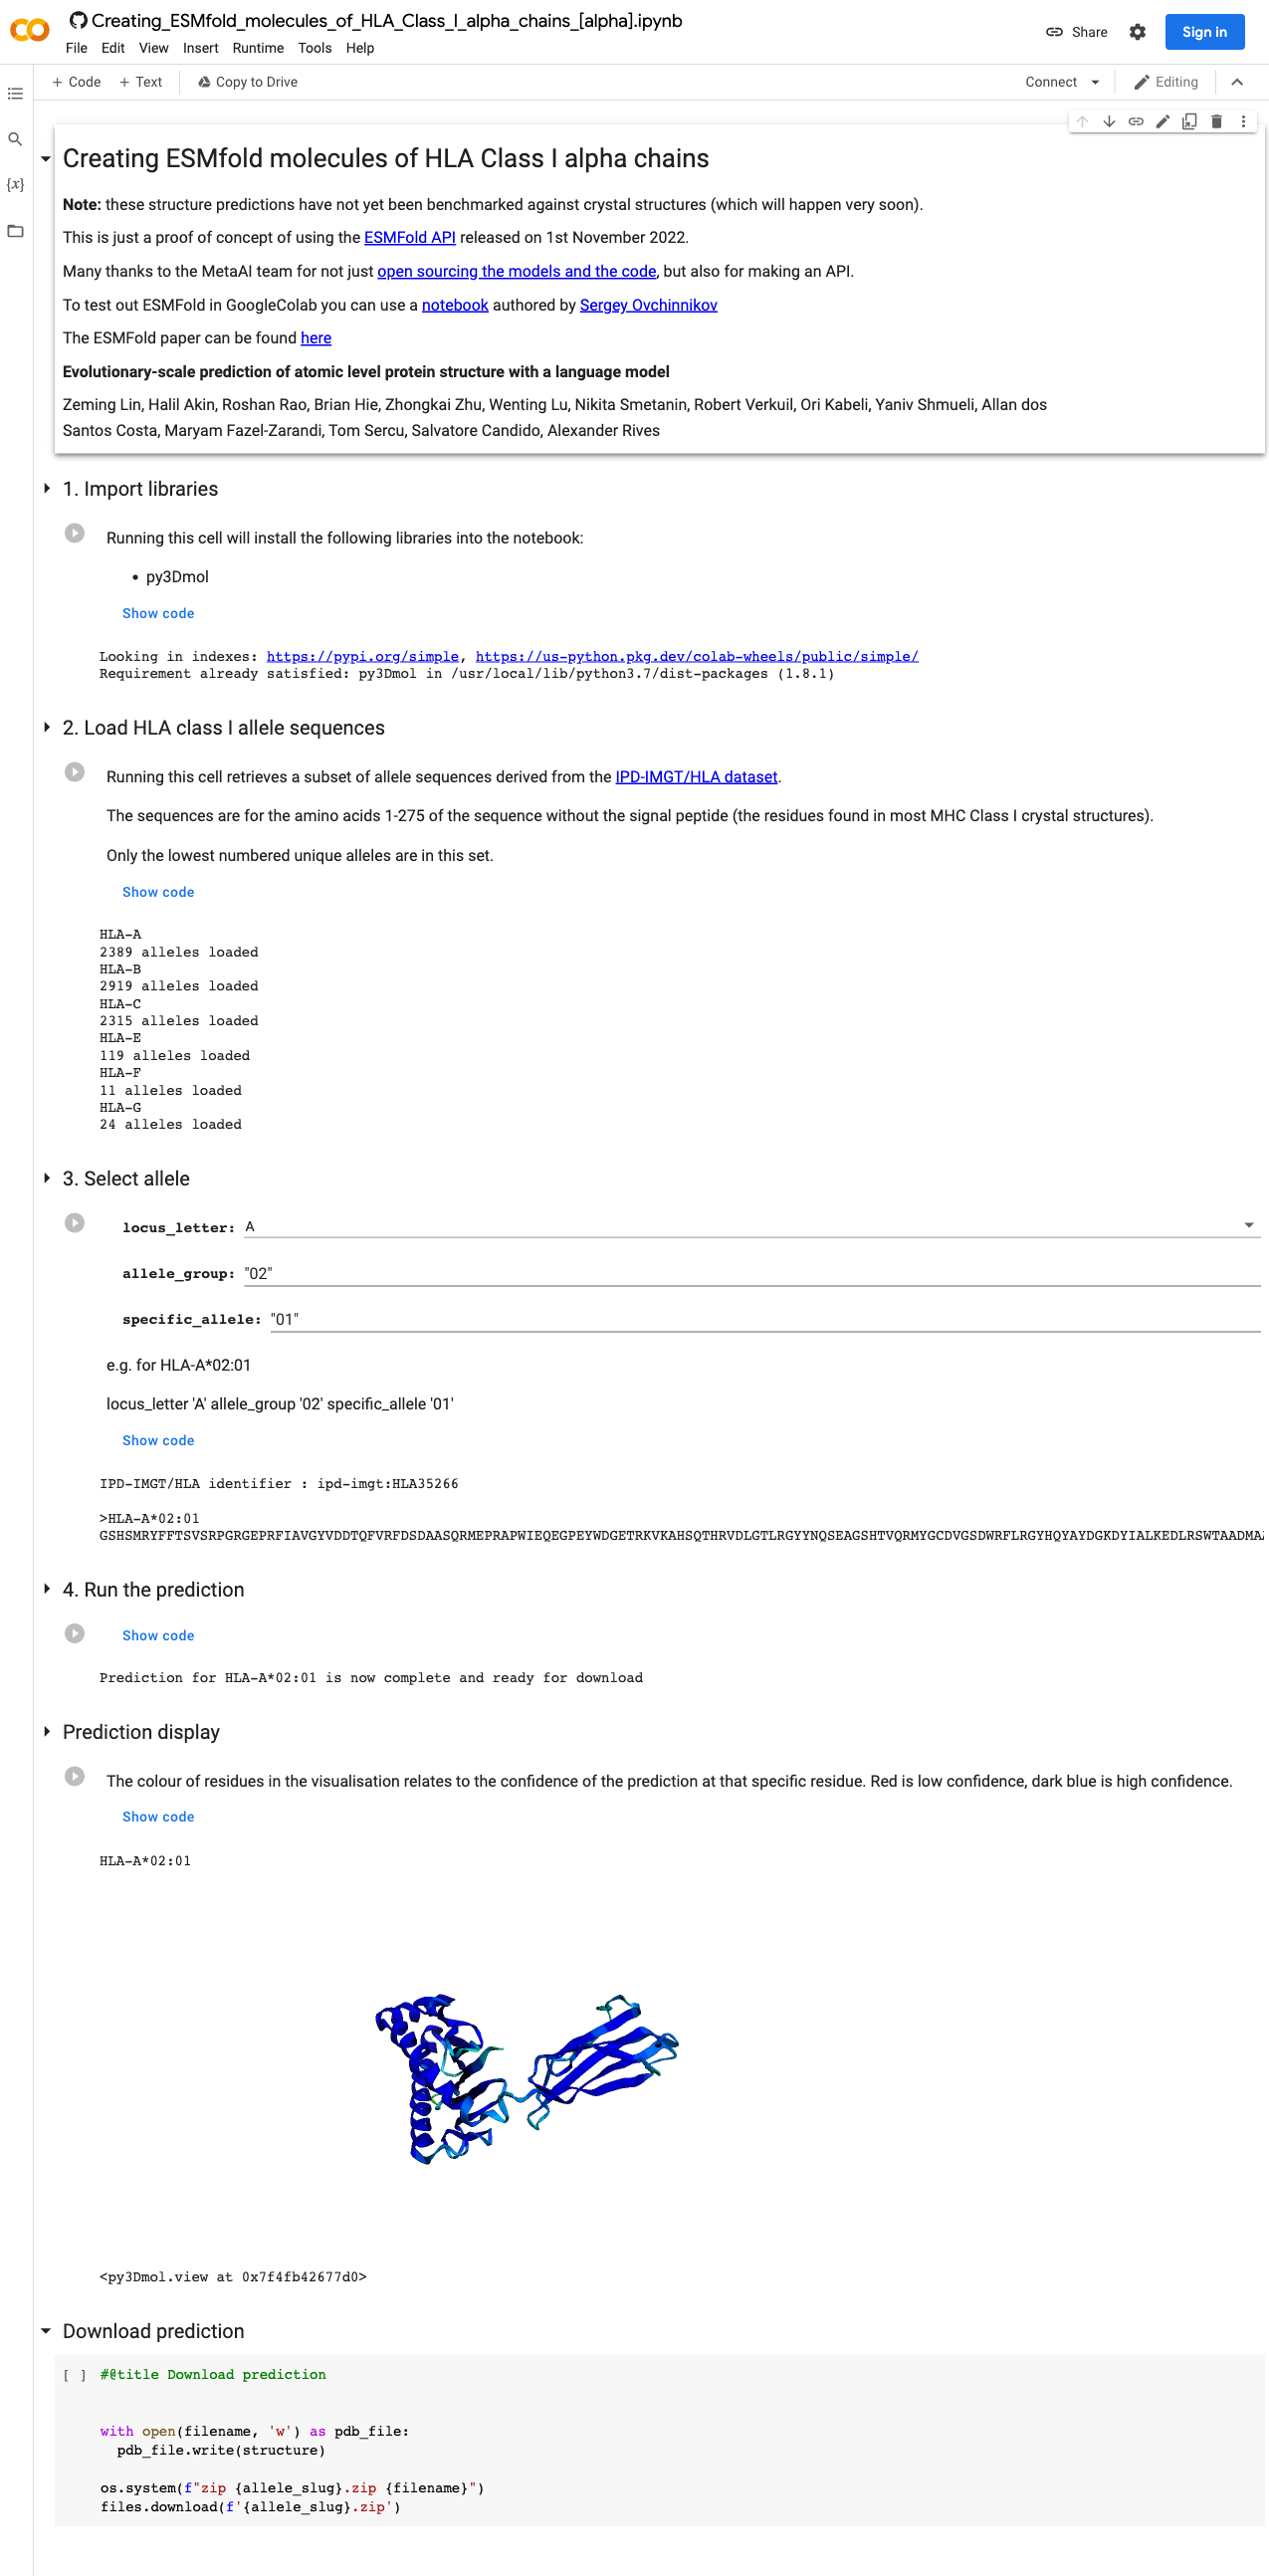 Creating_ESMfold_molecules_of_HLA_Class_I_alpha_chains_[alpha].ipynb
File Edit View Insert Runtime Tools Help
Share
Sign in
+ Code + Text Copy to Drive
Connect
Editing
{x}
Creating ESMfold molecules of HLA Class I alpha chains
Note: these structure predictions have not yet been benchmarked against crystal structures (which will happen very soon).
This is just a proof of concept of using the ESMFold API released on 1st November 2022.
Many thanks to the MetaAI team for not just open sourcing the models and the code, but also for making an API.
To test out ESMFold in GoogleColab you can use a notebook authored by Sergey Ovchinnikov
The ESMFold paper can be found here
Evolutionary-scale prediction of atomic level protein structure with a language model
Zeming Lin, Halil Akin, Roshan Rao, Brian Hie, Zhongkai Zhu, Wenting Lu, Nikita Smetanin, Robert Verkuil, Ori Kabeli, Yaniv Shmueli, Allan dos
Santos Costa, Maryam Fazel-Zarandi, Tom Sercu, Salvatore Candido, Alexander Rives
1. Import libraries
Running this cell will install the following libraries into the notebook:
• py3Dmol
Show code
Looking in indexes: https://pypi.org/simple, https://us-python.pkg.dev/colab-wheels/public/simple/
Requirement already satisfied: py3Dmol in /usr/local/lib/python3.7/dist-packages (1.8.1)
2. Load HLA class I allele sequences
Running this cell retrieves a subset of allele sequences derived from the IPD-IMGT/HLA dataset.
The sequences are for the amino acids 1-275 of the sequence without the signal peptide (the residues found in most MHC Class I crystal structures).
Only the lowest numbered unique alleles are in this set.
Show code
HLA-A
2389 alleles loaded
HLA-B
2919 alleles loaded
HLA-C
2315 alleles loaded
HLA-E
119 alleles loaded
HLA-F
11 alleles loaded
HLA-G
24 alleles loaded
3. Select allele
locus_letter: A
allele_group: "02"
specific_allele: "01"
e.g. for HLA-A*02:01
locus_letter 'A' allele_group '02' specific_allele '01'
Show code
IPD-IMGT/HLA identifier : ipd-imgt:HLA35266
>HLA-A*02:01
GSHSMRYFFTSVSRPGRGEPRFIAVGYVDDTQFVRFDSDAASQRMEPRAPWIEQEGPEYWDGETRKVKAHSQTHRVDLGTLRGYYNQSEAGSHTVQRMYGCDVGSDWRFLRGYHQYAYDGKDYIALKEDLRSWTAADMA
4. Run the prediction
Show code
Prediction for HLA-A*02:01 is now complete and ready for download
Prediction display
The colour of residues in the visualisation relates to the confidence of the prediction at that specific residue. Red is low confidence, dark blue is high confidence.
Show code
HLA-A*02:01
<py3Dmol.view at 0x7f4fb42677d0>
Download prediction
[ ] #@title Download prediction
with open(filename, 'w') as pdb_file:
pdb_file.write(structure)
os.system(f"zip {allele_slug}.zip {filename}")
files.download(f'{allele_slug}.zip')